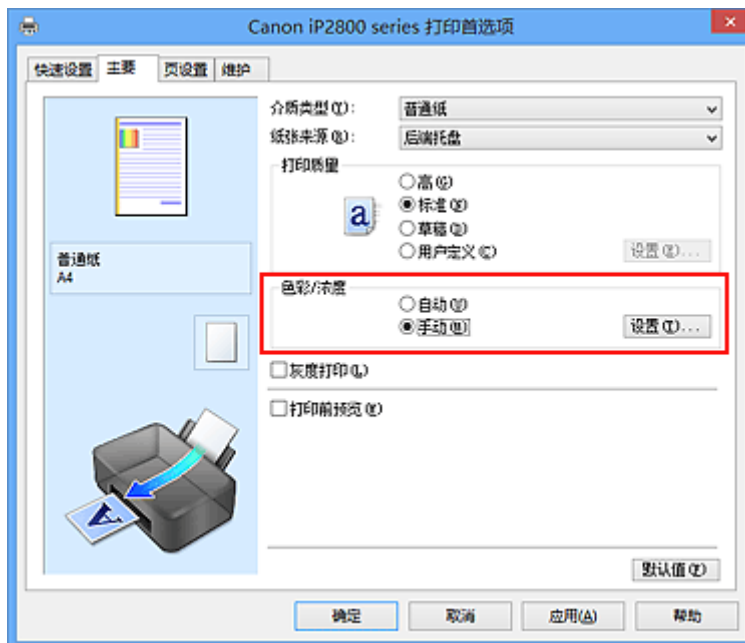 Canon iP2800 series 打印首选项
快速设置 主要 页设置 维护
介质类型(Y): 普通纸
纸张来源(R): 后端托盘
打印质量
高(G)
标准(X)
草稿(D)
用户定义(C) 设置(E)...
普通纸
A4
色彩/浓度
自动(U)
手动(M) 设置(T)...
灰度打印(L)
打印前预览(V)
默认值(F)
确定 取消 应用(A) 帮助